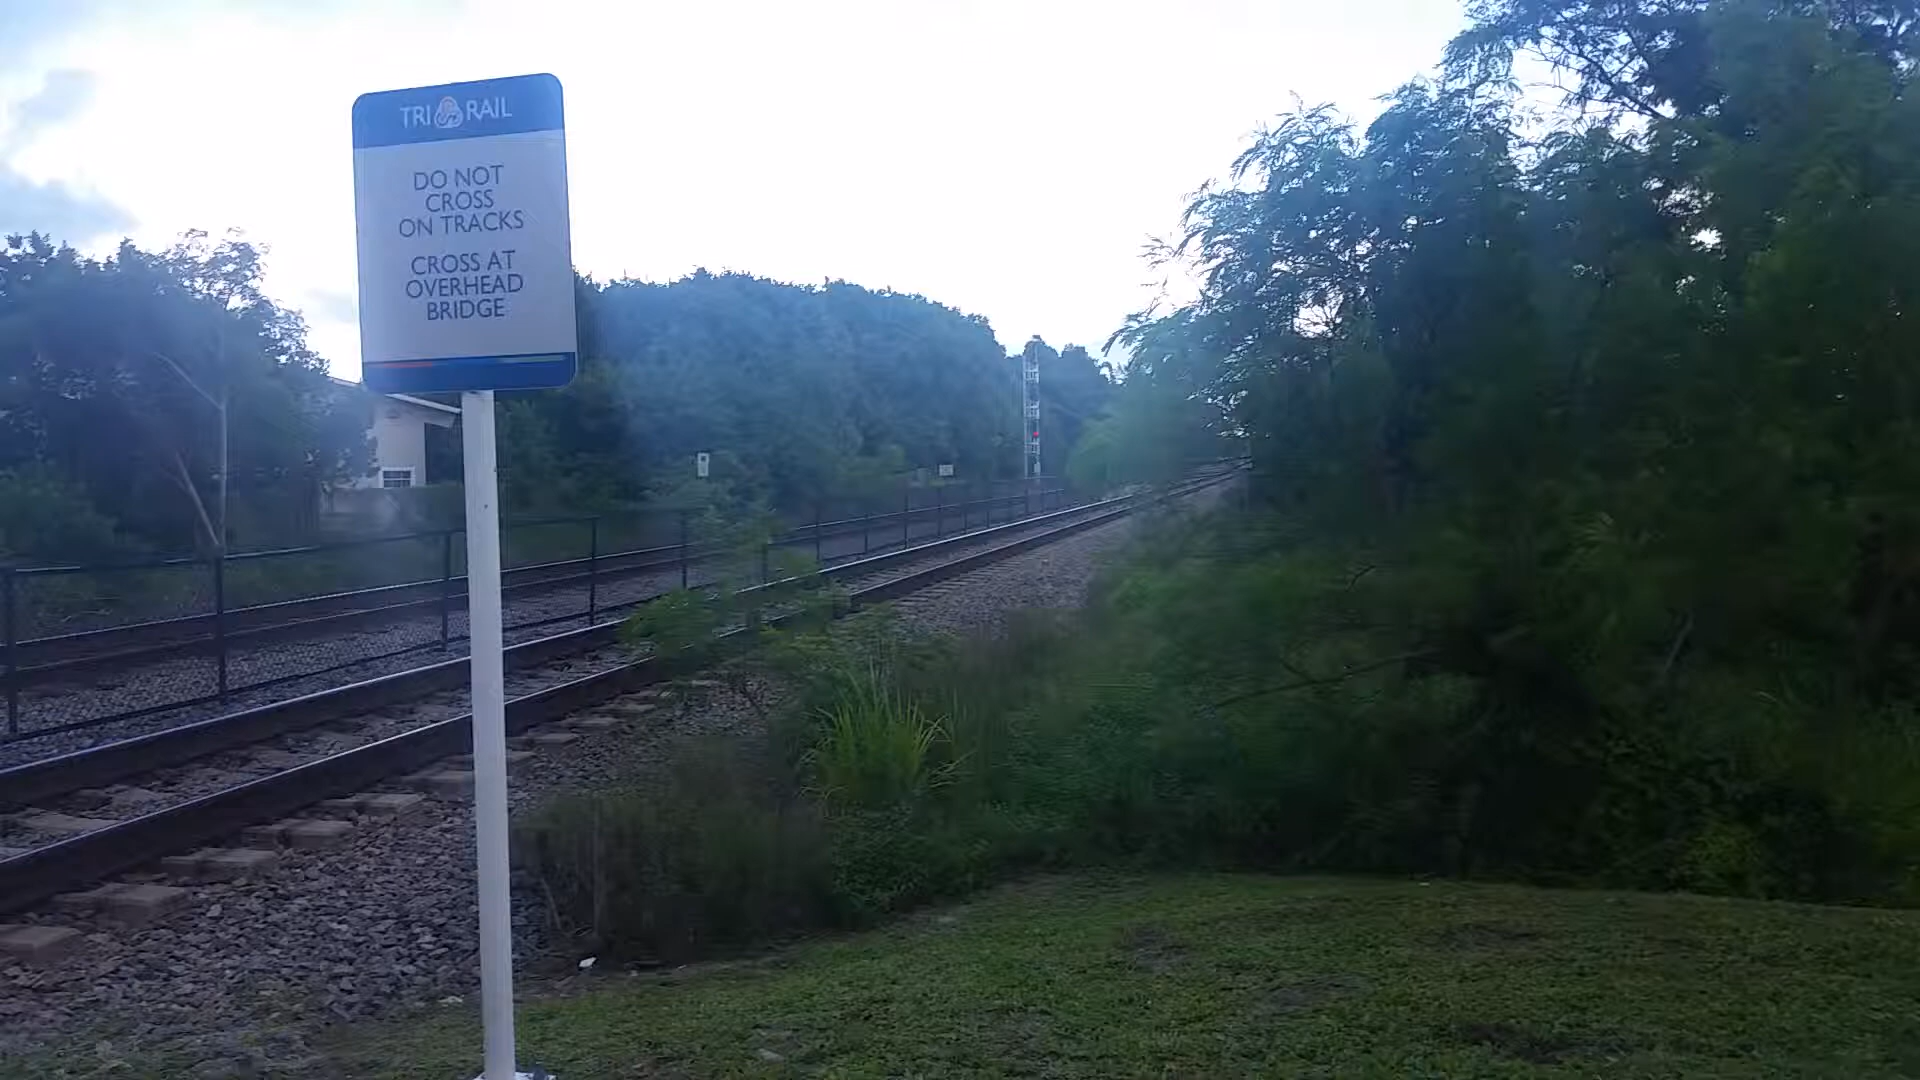 TRI RAIL
DO NOT
CROSS
ON TRACKS
CROSS AT
OVERHEAD
BRIDGE